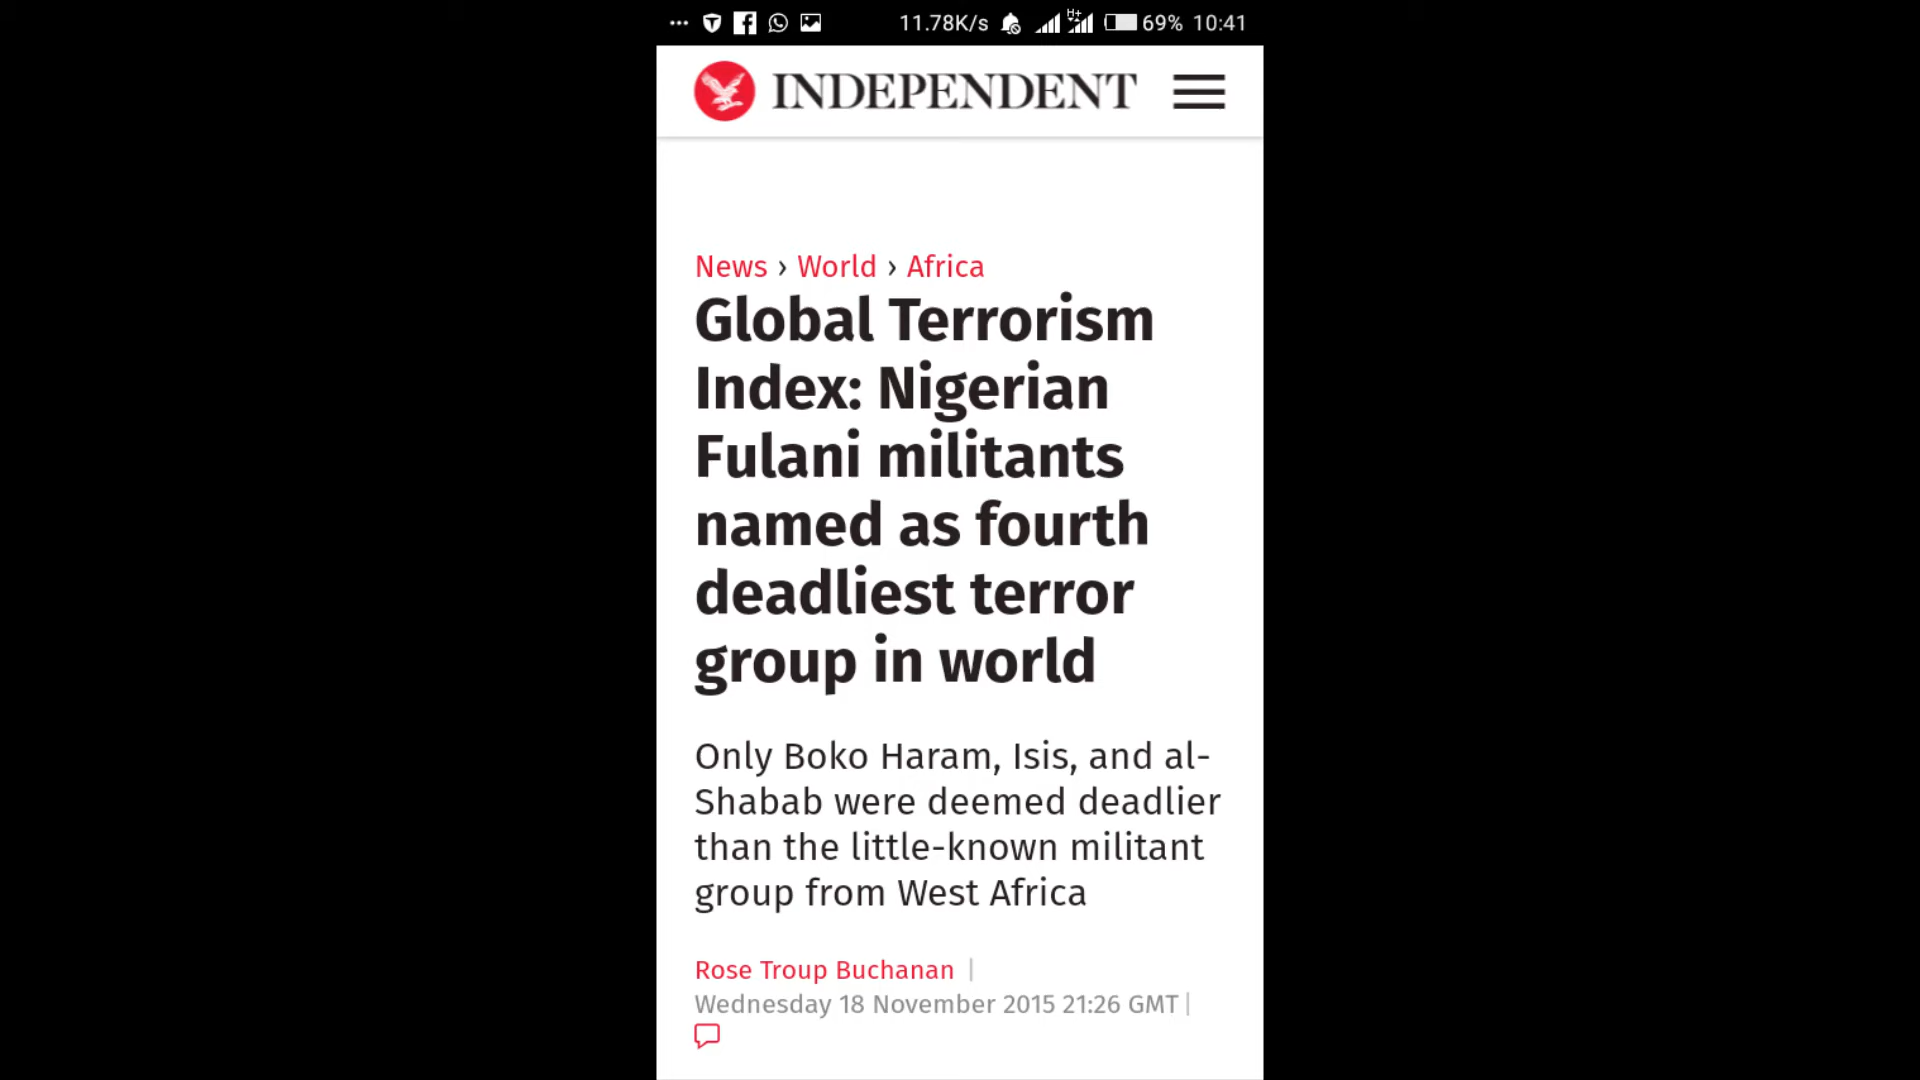 11.78K/s H+ 69% 10:41
INDEPENDENT
News › World › Africa
Global Terrorism
Index: Nigerian
Fulani militants
named as fourth
deadliest terror
group in world
Only Boko Haram, Isis, and al-
Shabab were deemed deadlier
than the little-known militant
group from West Africa
Rose Troup Buchanan |
Wednesday 18 November 2015 21:26 GMT |